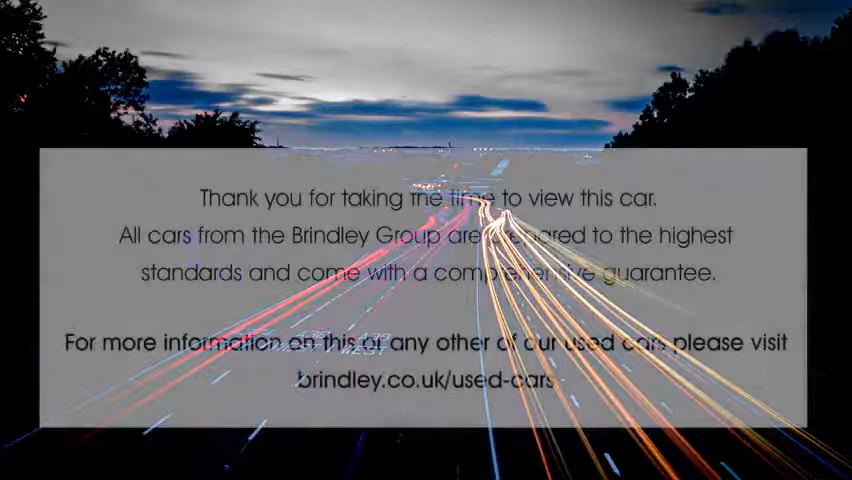 Thank you for taking the time to view this car.
All cars from the Brindley Group are prepared to the highest
standards and come with a comprehensive guarantee.
For more information on this or any other of our used cars please visit
brindley.co.uk/used-cars